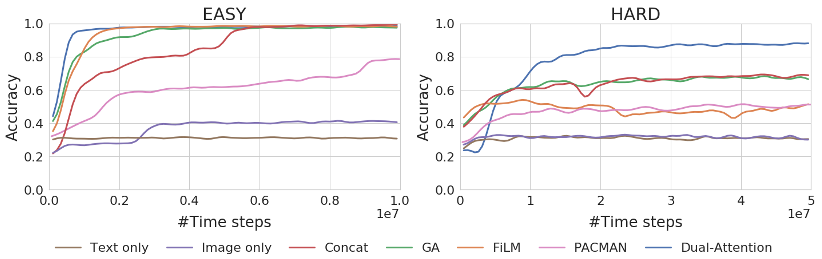 EASY
HARD
Accuracy
1.0
0.8
0.6
0.4
0.2
0.0
0.0 0.2 0.4 0.6 0.8 1.0
1e7
#Time steps
Accuracy
1.0
0.8
0.6
0.4
0.2
0.0
0 1 2 3 4 5
1e7
#Time steps
Text only Image only Concat GA FiLM PACMAN Dual-Attention